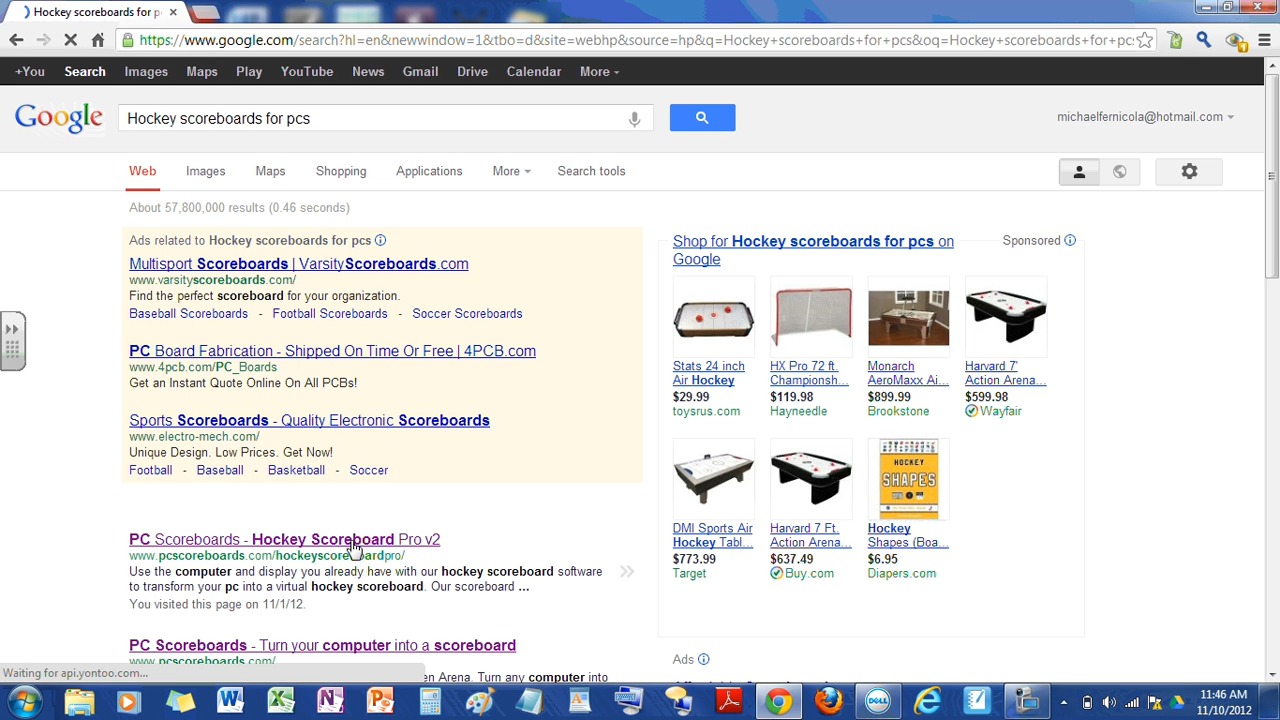 Hockey scoreboards for p
https://www.google.com/search?hl=en&newwindow=1&tbo=d&site=webhp&source=hp&q=Hockey+scoreboards+for+pcs&oq=Hockey+scoreboards+for+pc
+You Search Images Maps Play YouTube News Gmail Drive Calendar More
Google Hockey scoreboards for pcs michaelfernicola@hotmail.com
Web Images Maps Shopping Applications More Search tools
About 57,800,000 results (0.46 seconds)
Ads related to Hockey scoreboards for pcs
Multisport Scoreboards | VarsityScoreboards.com
www.varsityscoreboards.com/
Find the perfect scoreboard for your organization.
Baseball Scoreboards - Football Scoreboards - Soccer Scoreboards
PC Board Fabrication - Shipped On Time Or Free | 4PCB.com
www.4pcb.com/PC_Boards
Get an Instant Quote Online On All PCBs!
Sports Scoreboards - Quality Electronic Scoreboards
www.electro-mech.com/
Unique Design. Low Prices. Get Now!
Football - Baseball - Basketball - Soccer
PC Scoreboards - Hockey Scoreboard Pro v2
www.pcscoreboards.com/hockeyscoreboardpro/
Use the computer and display you already have with our hockey scoreboard software
to transform your pc into a virtual hockey scoreboard. Our scoreboard ...
You visited this page on 11/1/12.
PC Scoreboards - Turn your computer into a scoreboard
www.pcscoreboards.com/
en Arena. Turn any computer into
Shop for Hockey scoreboards for pcs on
Google
Sponsored
Stats 24 inch
Air Hockey
$29.99
toysrus.com
HX Pro 72 ft.
Championsh...
$119.98
Hayneedle
Monarch
AeroMaxx Ai...
$899.99
Brookstone
Harvard 7'
Action Arena...
$599.98
Wayfair
HOCKEY
SHAPES
DMI Sports Air
Hockey Tabl...
$773.99
Target
Harvard 7 Ft.
Action Arena...
$637.49
Buy.com
Hockey
Shapes (Boa...
$6.95
Diapers.com
Ads
Waiting for api.yontoo.com...
DELL
11:46 AM
11/10/2012